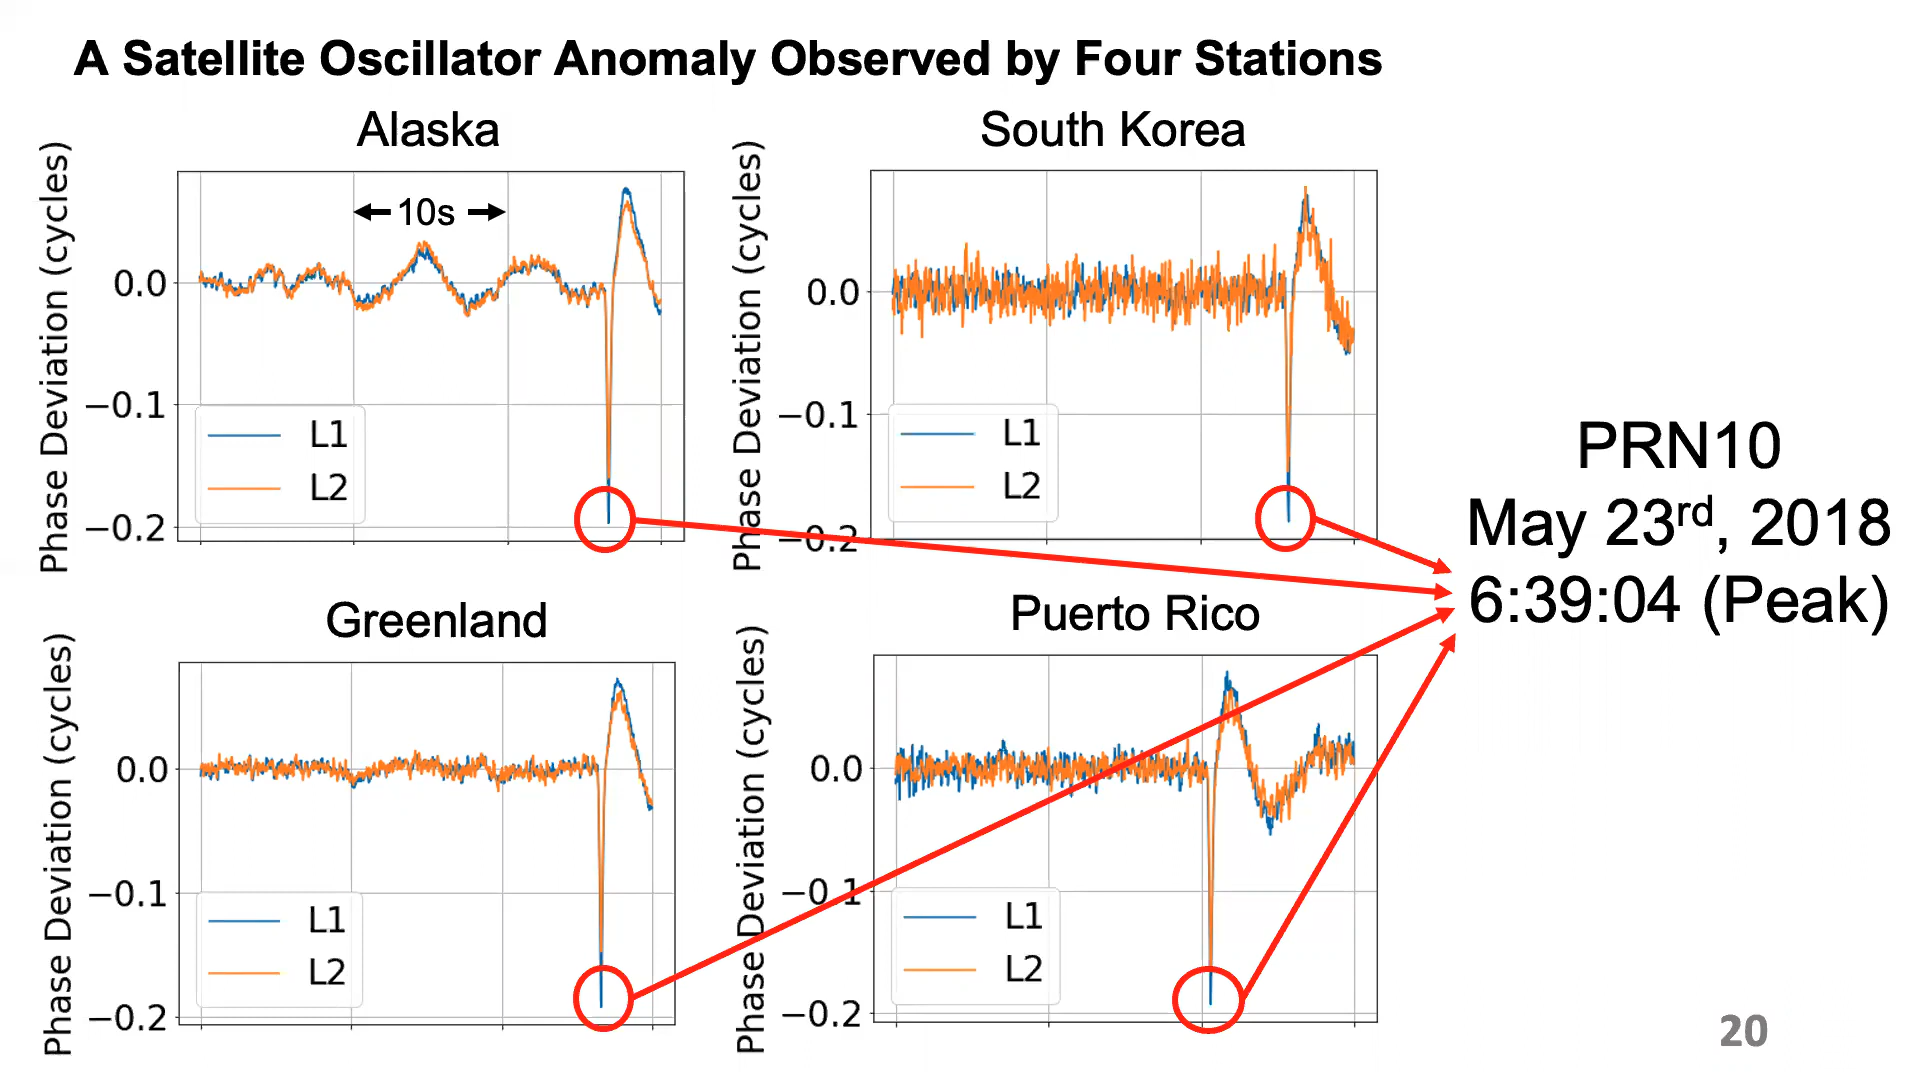 A Satellite Oscillator Anomaly Observed by Four Stations
Alaska
Phase Deviation (cycles)
10s
0.0
−0.1
−0.2
L1
L2
South Korea
Phase Deviation (cycles)
0.0
−0.1
−0.2
L1
L2
PRN10
May 23rd, 2018
6:39:04 (Peak)
Greenland
Phase Deviation (cycles)
0.0
−0.1
−0.2
L1
L2
Puerto Rico
Phase Deviation (cycles)
0.0
−0.1
−0.2
L1
L2
20